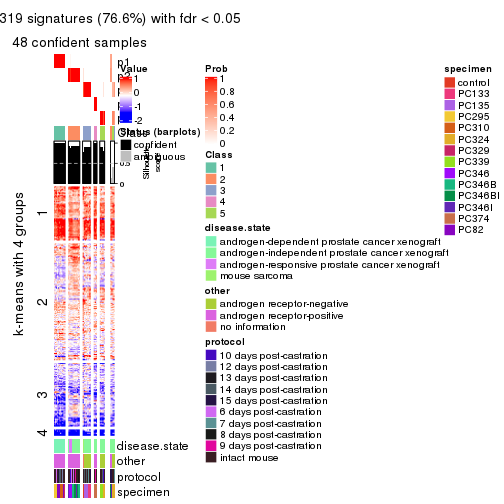 319 signatures (76.6%) with fdr < 0.05
48 confident samples
k-means with 4 groups
1
2
3
4
p1
Value
1
0
-1
-2
Status (barplots)
confident
ambiguous
Silhouette score
0.5
0
disease.state
other
protocol
specimen
Prob
1
0.8
0.6
0.4
0.2
0
Class
1
2
3
4
5
disease.state
androgen-dependent prostate cancer xenograft
androgen-independent prostate cancer xenograft
androgen-responsive prostate cancer xenograft
mouse sarcoma
other
androgen receptor-negative
androgen receptor-positive
no information
protocol
10 days post-castration
12 days post-castration
13 days post-castration
14 days post-castration
15 days post-castration
6 days post-castration
7 days post-castration
8 days post-castration
9 days post-castration
intact mouse
specimen
control
PC133
PC135
PC295
PC310
PC324
PC329
PC339
PC346
PC346B
PC346BI
PC346I
PC374
PC82